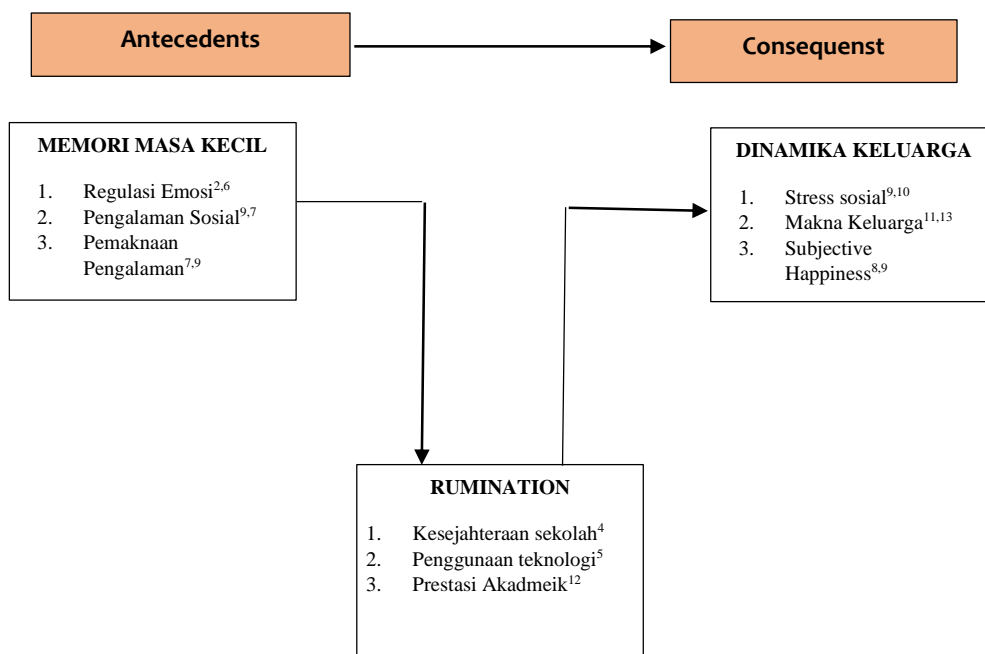 Antecedents
Consequenst
MEMORI MASA KECIL
1. Regulasi Emosi2,6
2. Pengalaman Sosial9,7
3. Pemaknaan
Pengalaman7,9
DINAMIKA KELUARGA
1. Stress sosial9,10
2. Makna Keluarga11,13
3. Subjective
Happiness8,9
RUMINATION
1. Kesejahteraan sekolah4
2. Penggunaan teknologi5
3. Prestasi Akadmeik12